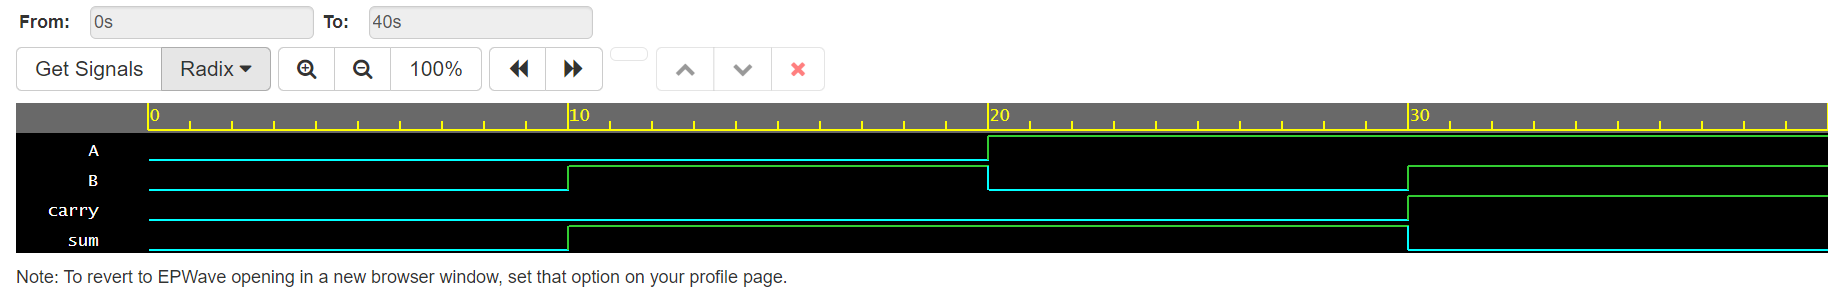 From: 0s To: 40s
Get Signals Radix 100%
0 10 20 30
A
B
carry
sum
Note: To revert to EPWave opening in a new browser window, set that option on your profile page.